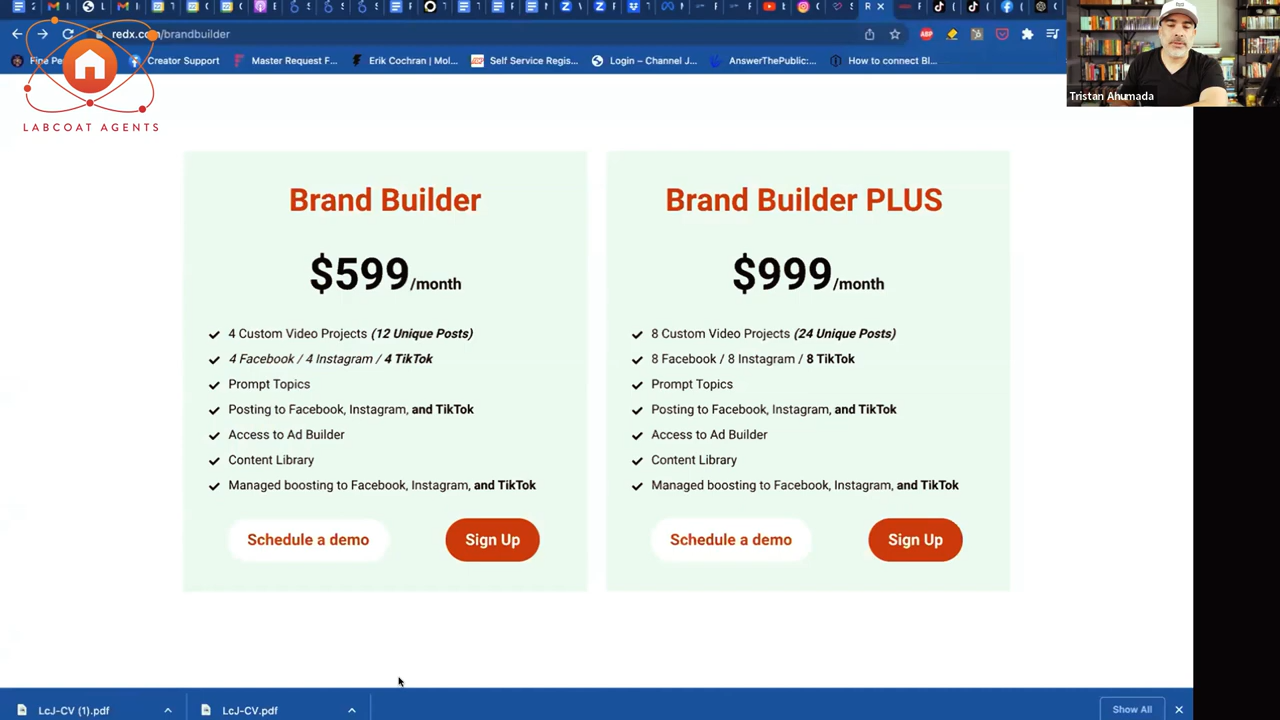 redx.com/brandbuilder
Creator Support
Master Request F...
Erik Cochran | Mol...
Self Service Regis...
Login – Channel J...
AnswerThePublic:...
How to connect Bl...
Tristan Ahumada
LABCOAT AGENTS
Brand Builder
$599/month
4 Custom Video Projects (12 Unique Posts)
4 Facebook / 4 Instagram / 4 TikTok
Prompt Topics
Posting to Facebook, Instagram, and TikTok
Access to Ad Builder
Content Library
Managed boosting to Facebook, Instagram, and TikTok
Schedule a demo
Sign Up
Brand Builder PLUS
$999/month
8 Custom Video Projects (24 Unique Posts)
8 Facebook / 8 Instagram / 8 TikTok
Prompt Topics
Posting to Facebook, Instagram, and TikTok
Access to Ad Builder
Content Library
Managed boosting to Facebook, Instagram, and TikTok
Schedule a demo
Sign Up
LcJ-CV (1).pdf
LcJ-CV.pdf
Show All